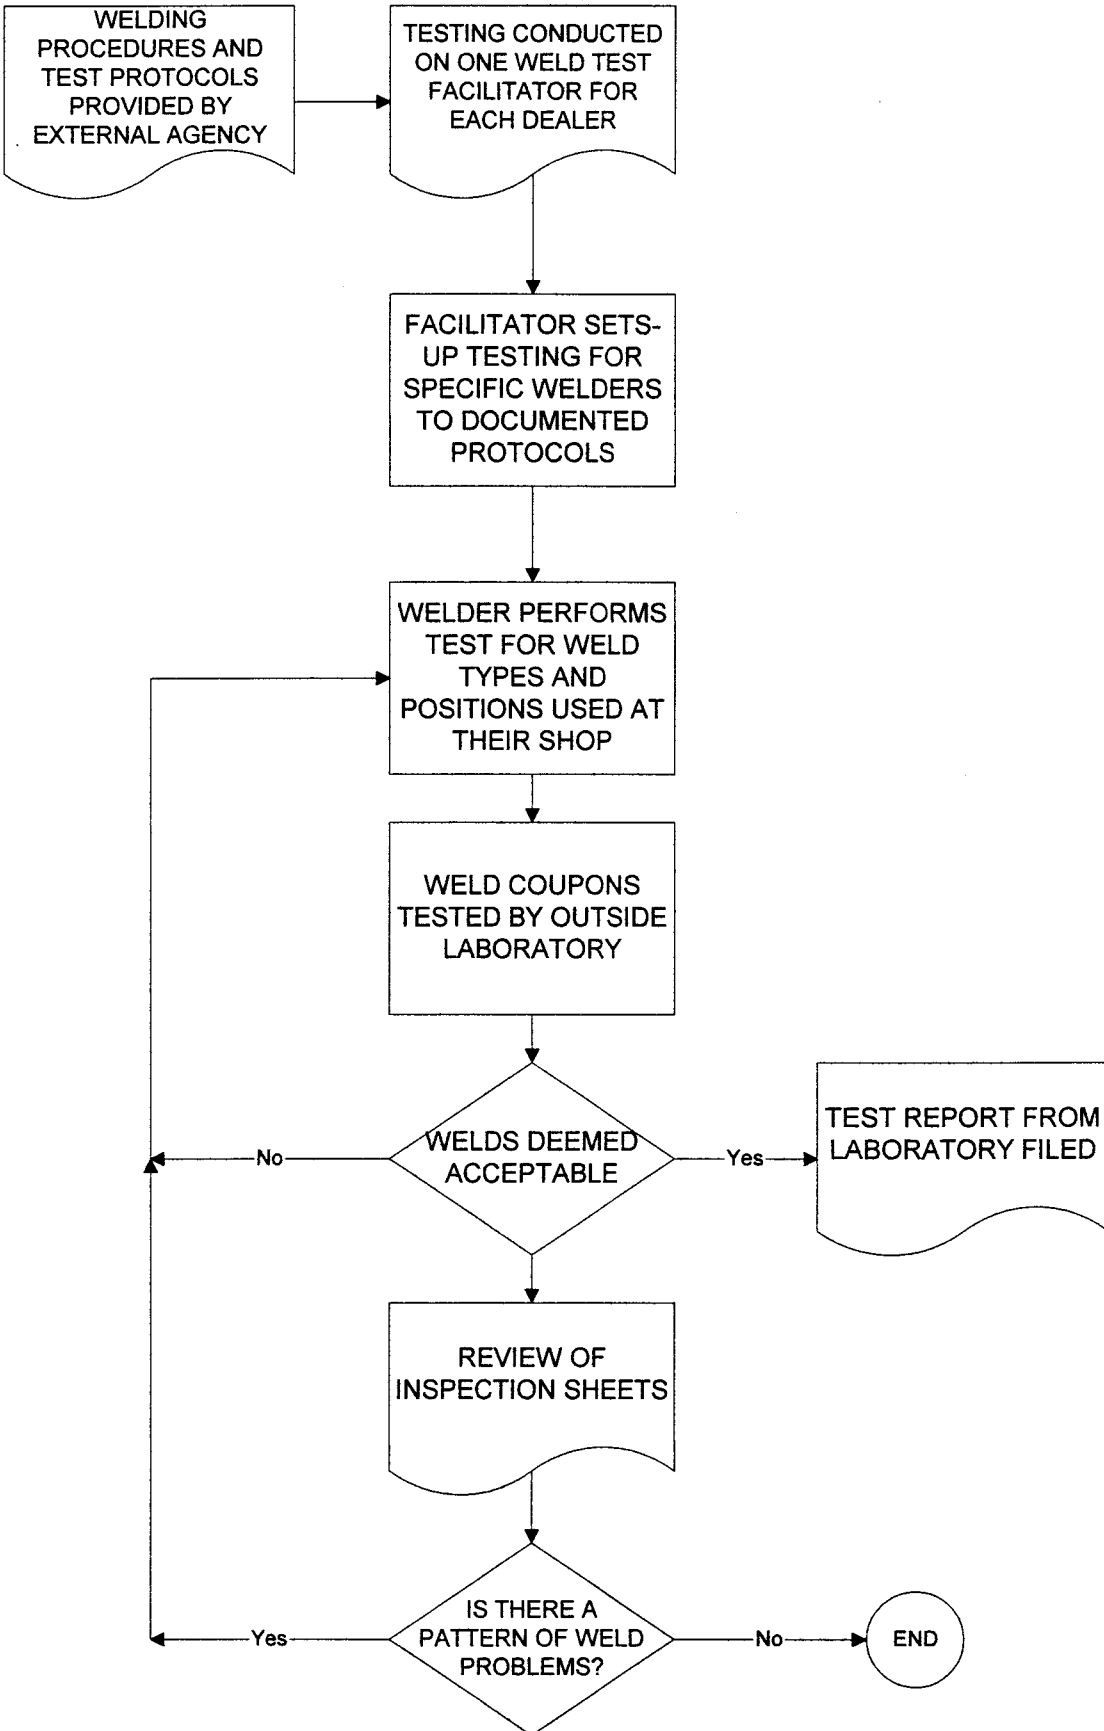 WELDING
PROCEDURES AND
TEST PROTOCOLS
PROVIDED BY
EXTERNAL AGENCY
TESTING CONDUCTED
ON ONE WELD TEST
FACILITATOR FOR
EACH DEALER
FACILITATOR SETS-
UP TESTING FOR
SPECIFIC WELDERS
TO DOCUMENTED
PROTOCOLS
WELDER PERFORMS
TEST FOR WELD
TYPES AND
POSITIONS USED AT
THEIR SHOP
WELD COUPONS
TESTED BY OUTSIDE
LABORATORY
WELDS DEEMED
ACCEPTABLE
No
Yes
TEST REPORT FROM
LABORATORY FILED
REVIEW OF
INSPECTION SHEETS
IS THERE A
PATTERN OF WELD
PROBLEMS?
Yes
No
END